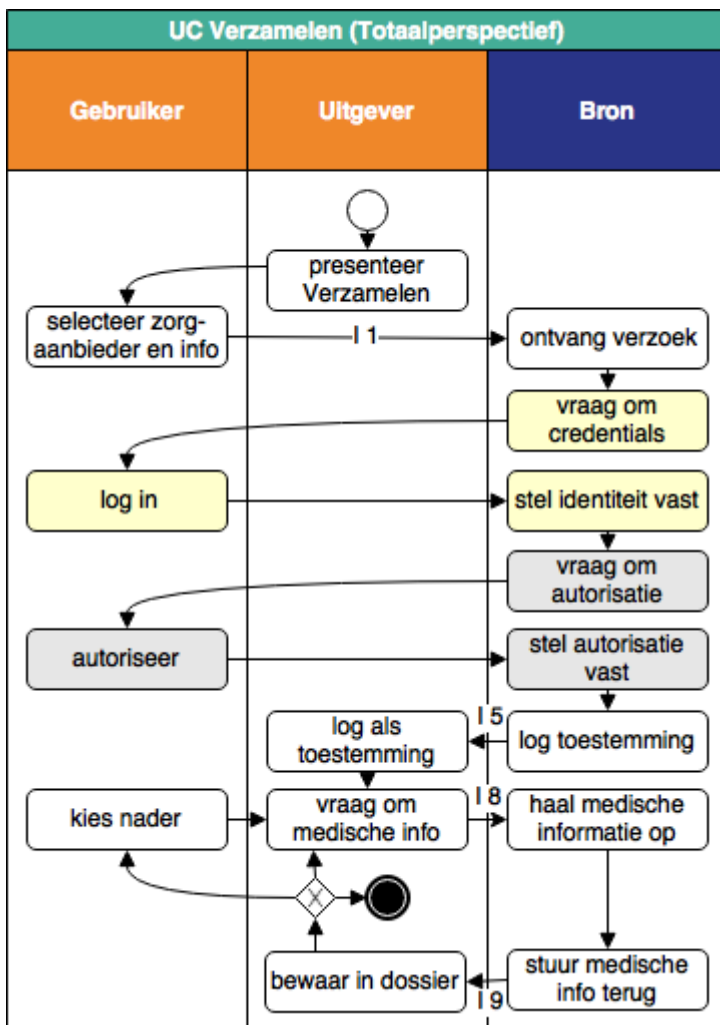 UC Verzamelen (Totaalperspectief)
Gebruiker
Uitgever
Bron
presenteer
Verzamelen
selecteer zorg-
aanbieder en info
I 1
ontvang verzoek
vraag om
credentials
log in
stel identiteit vast
vraag om
autorisatie
autoriseer
stel autorisatie
vast
I 5
log als
toestemming
log toestemming
kies nader
vraag om
medische info
I 8
haal medische
informatie op
X
bewaar in dossier
I 9
stuur medische
info terug